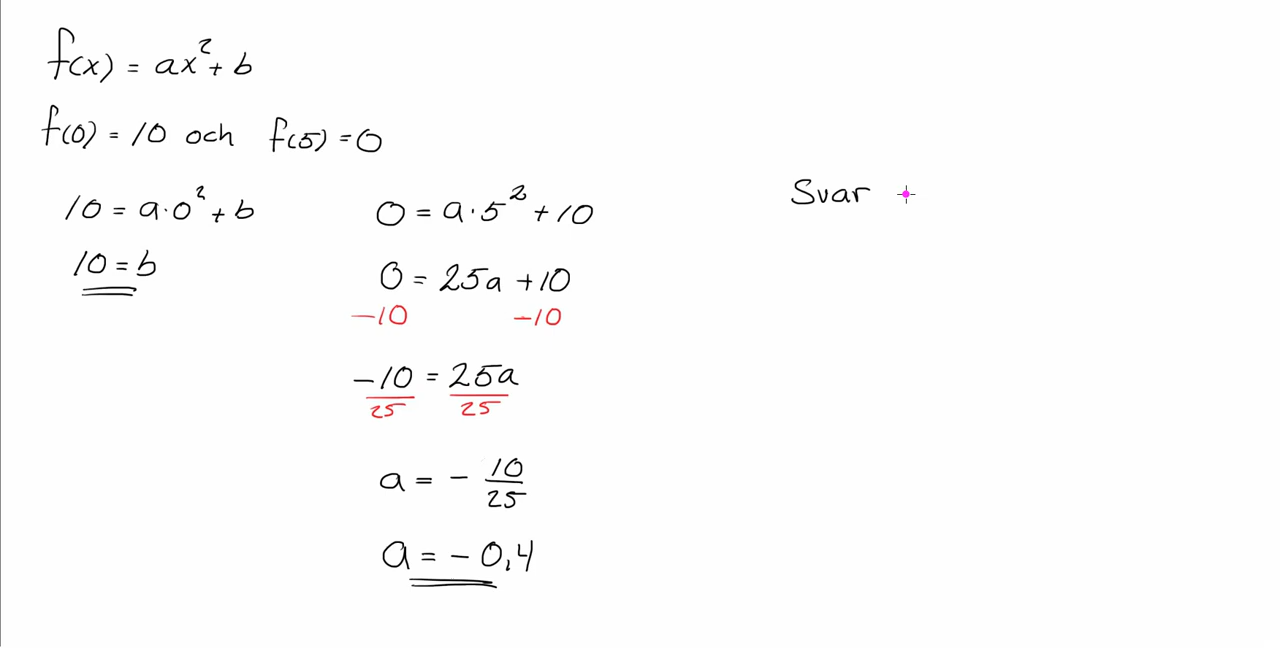 f(x) = ax² + b
f(0) = 10 och f(5) = 0
10 = a·0² + b
10 = b
0 = a·5² + 10
0 = 25a + 10
-10 -10
-10 = 25a
25 25
a = - 10/25
a = - 0,4
Svar